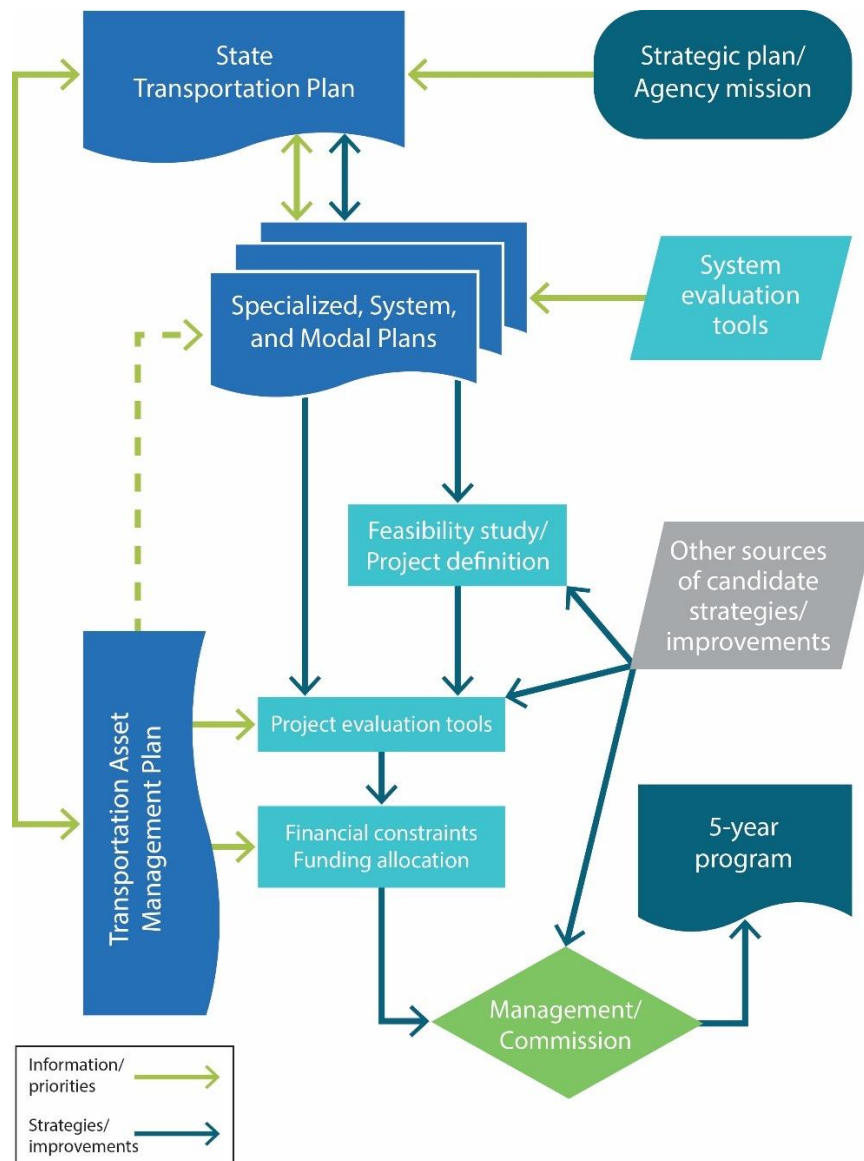 State
Transportation Plan
Strategic plan/
Agency mission
Specialized, System,
and Modal Plans
System
evaluation
tools
Feasibility study/
Project definition
Other sources
of candidate
strategies/
improvements
Transportation Asset
Management Plan
Project evaluation tools
Financial constraints
Funding allocation
5-year
program
Management/
Commission
Information/
priorities
Strategies/
improvements